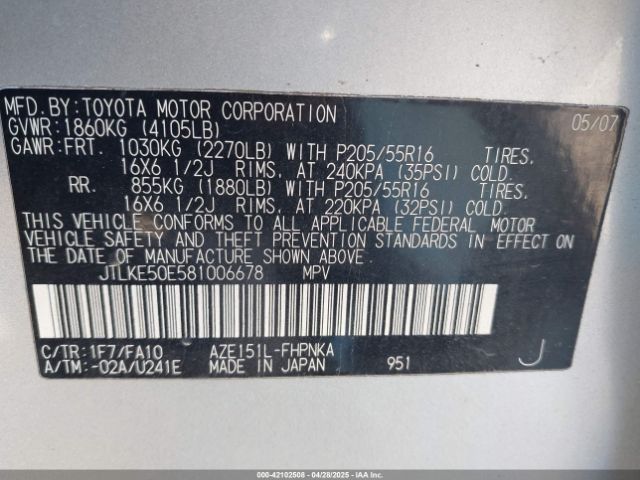 MFD.BY:TOYOTA MOTOR CORPORATION 05/07
GVWR:1860KG (4105LB)
GAWR:FRT. 1030KG (2270LB) WITH P205/55R16 TIRES.
16X6 1/2J RIMS. AT 240KPA (35PSI) COLD.
RR. 855KG (1880LB) WITH P205/55R16 TIRES.
16X6 1/2J RIMS. AT 220KPA (32PSI) COLD.
THIS VEHICLE CONFORMS TO ALL APPLICABLE FEDERAL MOTOR
VEHICLE SAFETY AND THEFT PREVENTION STANDARDS IN EFFECT ON
THE DATE OF MANUFACTURE SHOWN ABOVE.
JTLKE50E581006678 MPV
C/TR:1F7/FA10 AZE151L-FHPNKA
A/TM:-02A/U241E MADE IN JAPAN 951 J
000-42102508 - 04/28/2025 - IAAI.COM